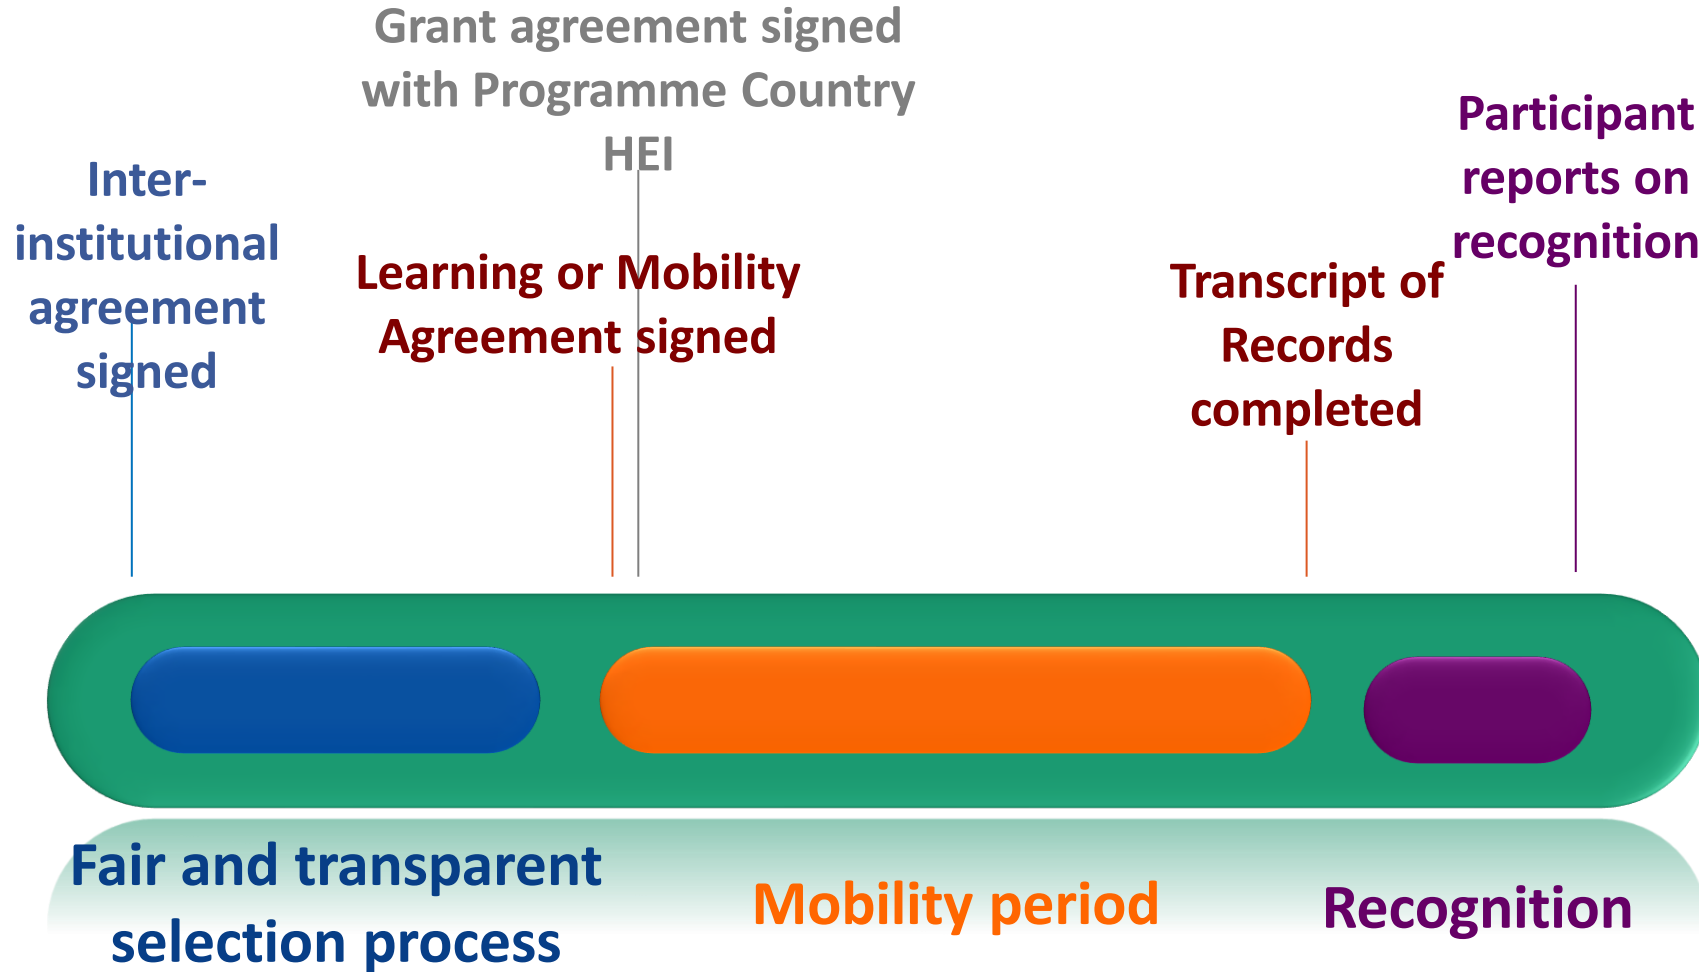 Grant agreement signed
with Programme Country
HEI
Inter-
institutional
agreement
signed
Learning or Mobility
Agreement signed
Transcript of
Records
completed
Participant
reports on
recognition
Fair and transparent
selection process
Mobility period
Recognition